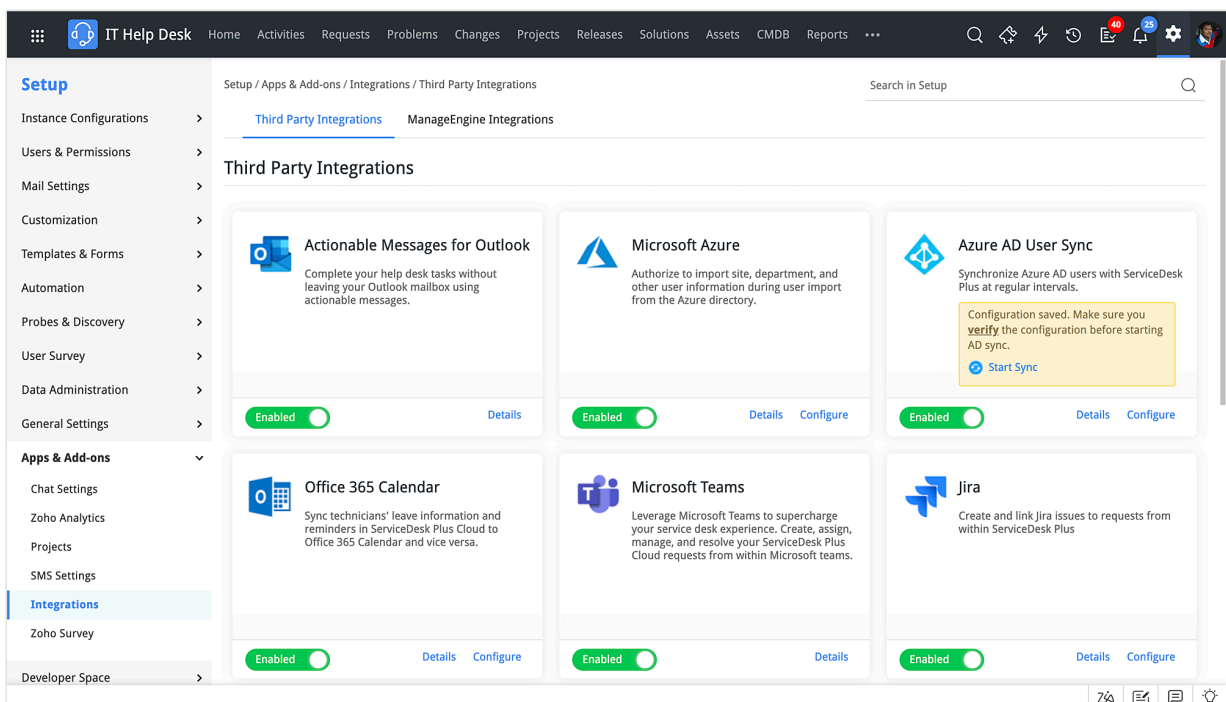 IT Help Desk Home Activities Requests Problems Changes Projects Releases Solutions Assets CMDB Reports ••• 40 25
Setup
Instance Configurations
Users & Permissions
Mail Settings
Customization
Templates & Forms
Automation
Probes & Discovery
User Survey
Data Administration
General Settings
Apps & Add-ons
Chat Settings
Zoho Analytics
Projects
SMS Settings
Integrations
Zoho Survey
Developer Space
Setup / Apps & Add-ons / Integrations / Third Party Integrations
Search in Setup
Third Party Integrations ManageEngine Integrations
Third Party Integrations
Actionable Messages for Outlook
Complete your help desk tasks without
leaving your Outlook mailbox using
actionable messages.
Enabled Details
Microsoft Azure
Authorize to import site, department, and
other user information during user import
from the Azure directory.
Enabled Details Configure
Azure AD User Sync
Synchronize Azure AD users with ServiceDesk
Plus at regular intervals.
Configuration saved. Make sure you
verify the configuration before starting
AD sync.
Start Sync
Enabled Details Configure
Office 365 Calendar
Sync technicians' leave information and
reminders in ServiceDesk Plus Cloud to
Office 365 Calendar and vice versa.
Enabled Details Configure
Microsoft Teams
Leverage Microsoft Teams to supercharge
your service desk experience. Create, assign,
manage, and resolve your ServiceDesk Plus
Cloud requests from within Microsoft teams.
Enabled Details
Jira
Create and link Jira issues to requests from
within ServiceDesk Plus
Enabled Details Configure